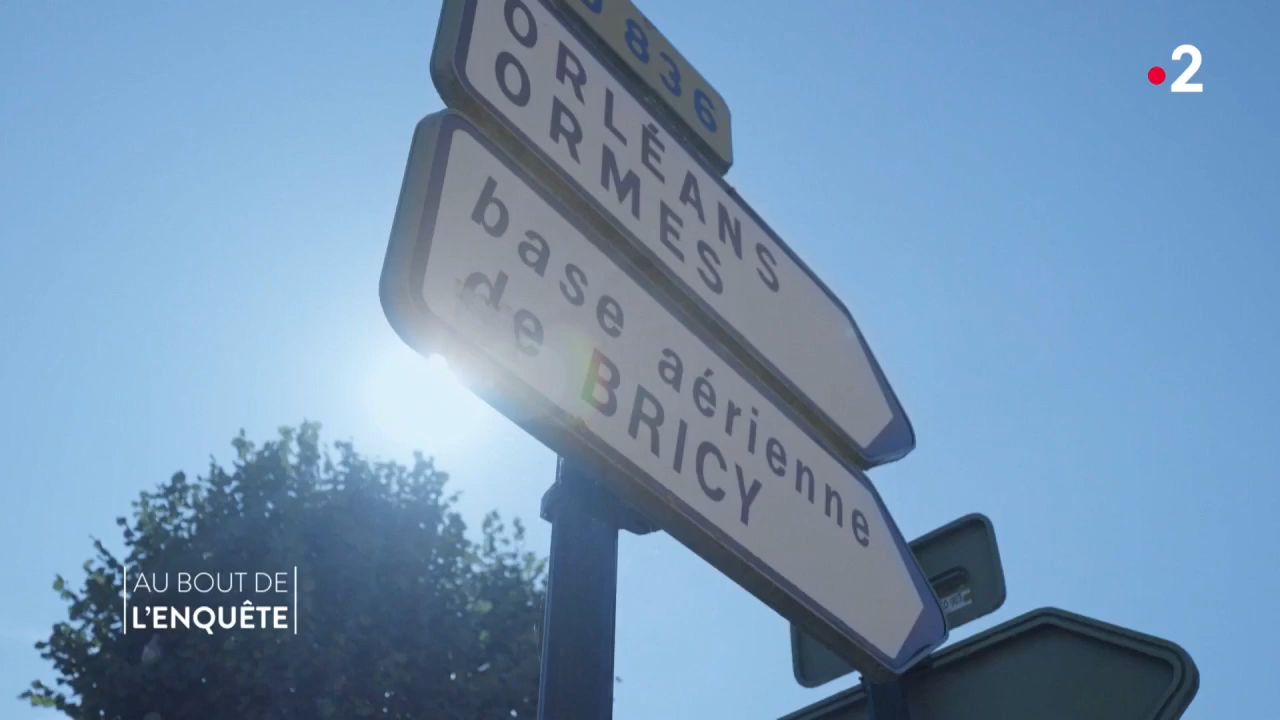 836
ORLÉANS
ORMES
base aérienne
de BRICY
2
AU BOUT DE
L'ENQUÊTE